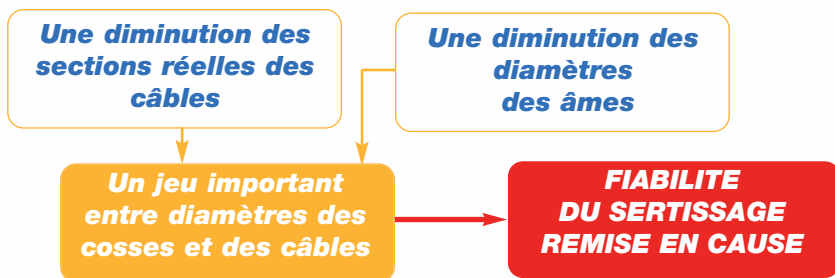 Une diminution des
sections réelles des
câbles
Une diminution des
diamètres
des âmes
Un jeu important
entre diamètres des
cosses et des câbles
FIABILITE
DU SERTISSAGE
REMISE EN CAUSE